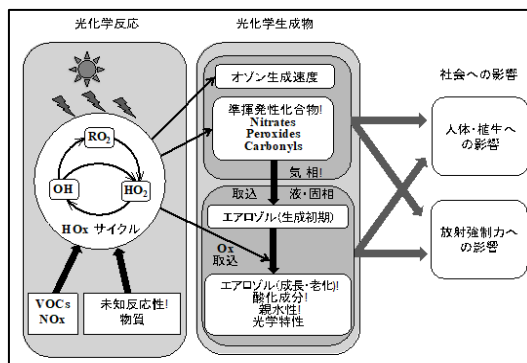 光化学反応
RO2
OH
HO2
HOx サイクル
VOCs
NOx
未知反応性!
物質
光化学生成物
オゾン生成速度
準揮発性化合物!
Nitrates
Peroxides
Carbonyls
気相!
取込
液・固相
エアロゾル(生成初期)
Ox
取込
エアロゾル(成長・老化)!
酸化成分!
親水性!
光学特性
社会への影響
人体・植生へ
の影響
放射強制力へ
の影響